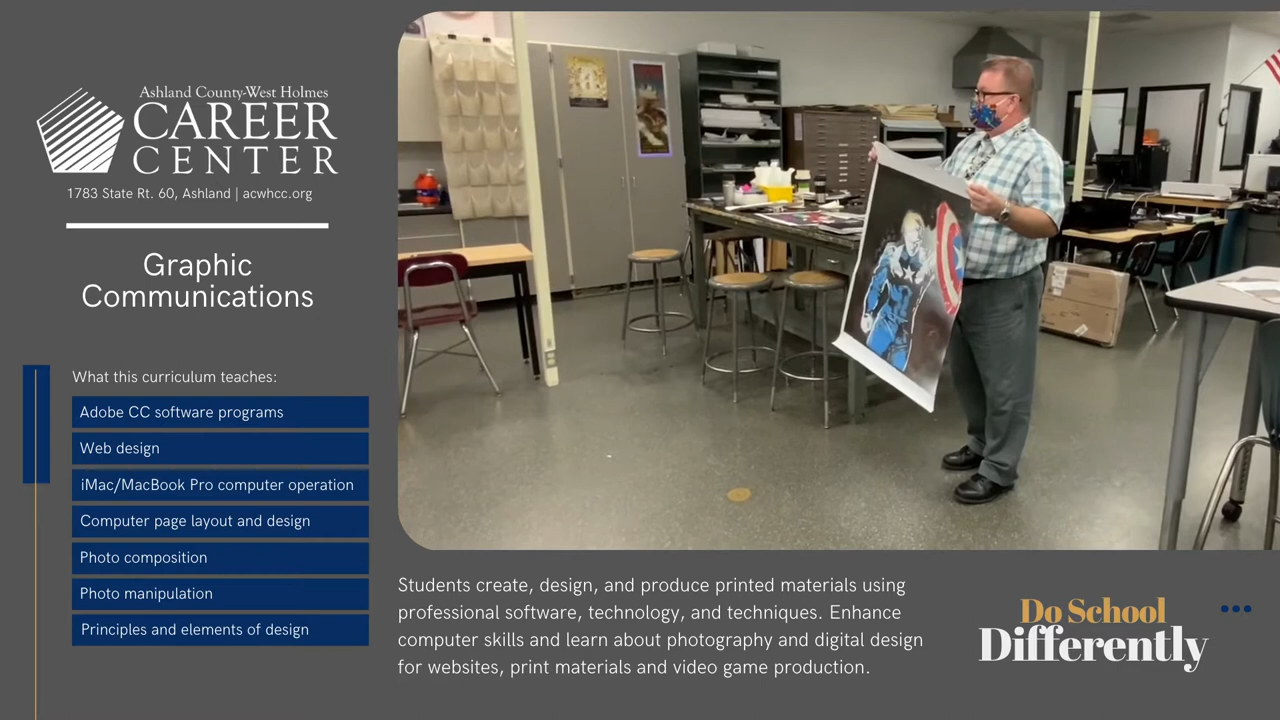 Ashland County-West Holmes
CAREER
CENTER
1783 State Rt. 60, Ashland | acwhcc.org
Graphic
Communications
What this curriculum teaches:
Adobe CC software programs
Web design
iMac/MacBook Pro computer operation
Computer page layout and design
Photo composition
Photo manipulation
Principles and elements of design
Students create, design, and produce printed materials using
professional software, technology, and techniques. Enhance
computer skills and learn about photography and digital design
for websites, print materials and video game production.
Do School
Differently